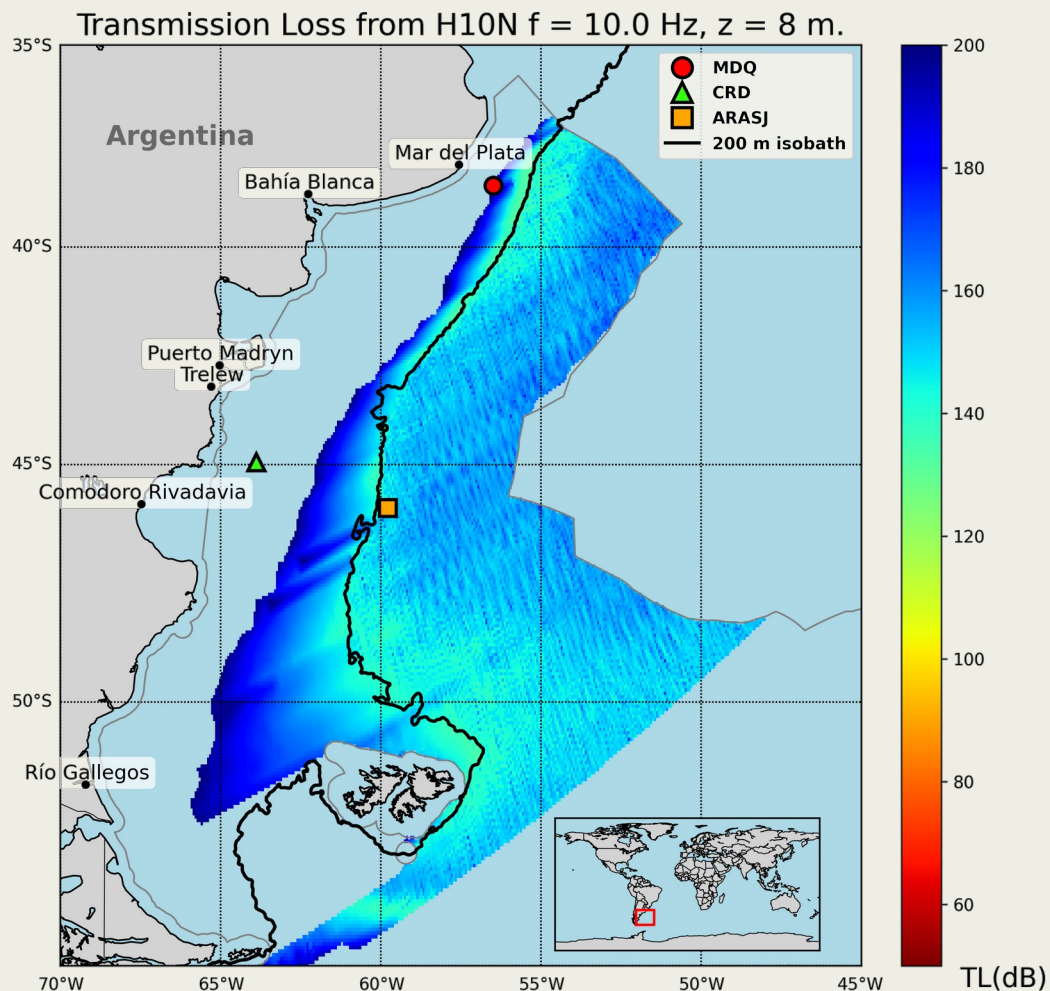 Transmission Loss from H10N f = 10.0 Hz, z = 8 m.
35°S
40°S
45°S
50°S
70°W
65°W
60°W
55°W
50°W
45°W
MDQ
CRD
ARASJ
200 m isobath
Argentina
Mar del Plata
Bahía Blanca
Puerto Madryn
Trelew
Comodoro Rivadavia
Río Gallegos
200
180
160
140
120
100
80
60
TL(dB)